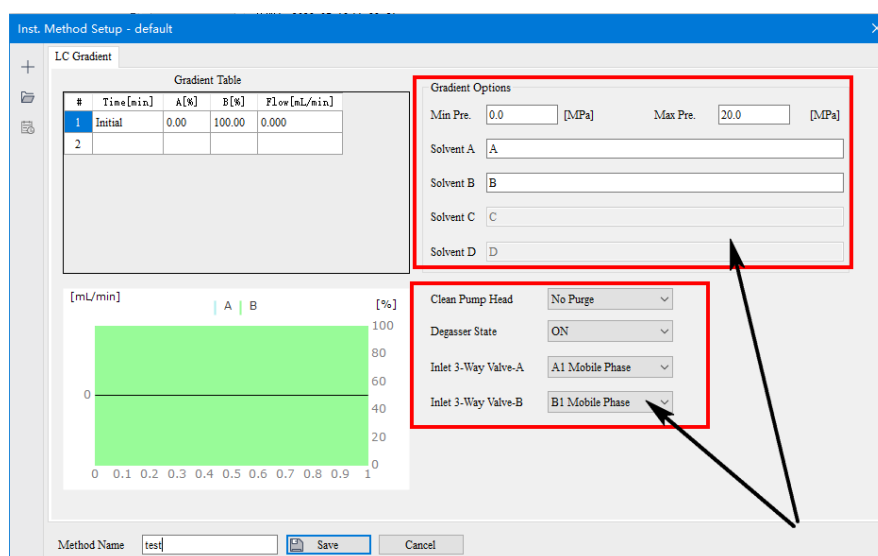 Inst. Method Setup - default
LC Gradient
Gradient Table
# Time[min] A[%] B[%] Flow[mL/min]
1 Initial 0.00 100.00 0.000
2
Gradient Options
Min Pre. 0.0 [MPa] Max Pre. 20.0 [MPa]
Solvent A A
Solvent B B
Solvent C C
Solvent D D
[mL/min] A B [%]
100
80
60
0
40
20
0
0 0.1 0.2 0.3 0.4 0.5 0.6 0.7 0.8 0.9 1
Clean Pump Head No Purge
Degasser State ON
Inlet 3-Way Valve-A A1 Mobile Phase
Inlet 3-Way Valve-B B1 Mobile Phase
Method Name test Save Cancel